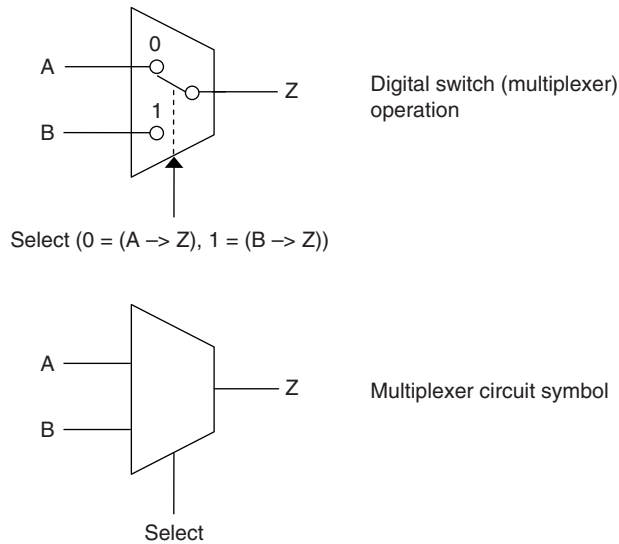 0
A
Z
Digital switch (multiplexer)
operation
1
B
Select (0 = (A –> Z), 1 = (B –> Z))
A
Z
Multiplexer circuit symbol
B
Select